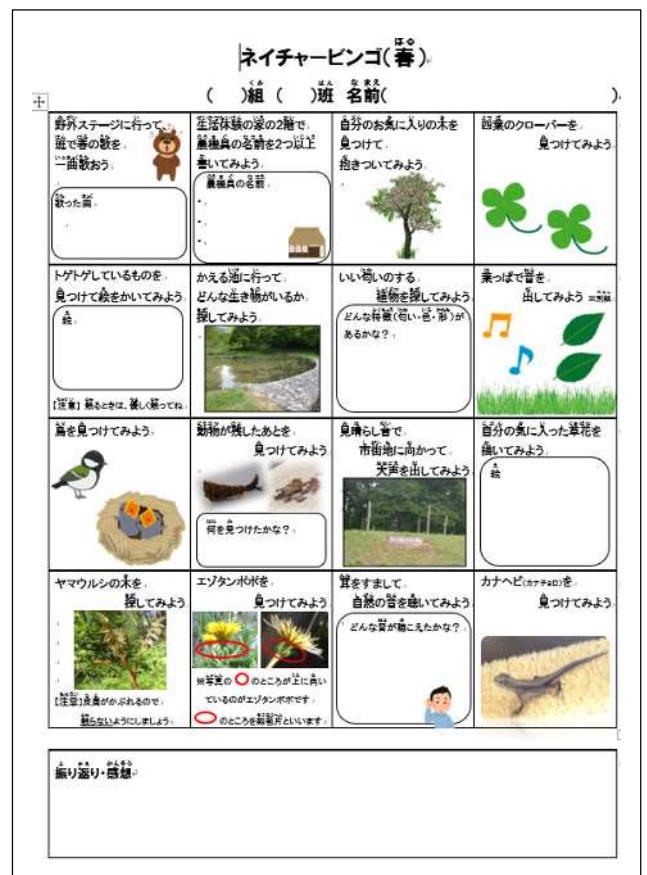 ネイチャービンゴ(春)
( )組 ( )班 名前( )
野外ステージに行って、
班で春の歌を
一曲歌おう
歌った曲
生活体験の家の2階で、
農機具の名前を2つ以上
書いてみよう
農機具の名前
・
・
自分のお気に入りの木を
見つけて
抱きついてみよう
四葉のクローバーを
見つけてみよう
トゲトゲしているものを
見つけて絵をかいてみよう
絵
【注意】触るときは、優しく触ってね
かえる池に行って
どんな生き物がいるか
探してみよう
いい匂いのする
植物を探してみよう
どんな特徴(匂い・色・形)が
あるかな?
葉っぱで音を
出してみよう ※別紙
鳥を見つけてみよう
動物が残したあとを
見つけてみよう
何を見つけたかな?
見晴らし台で
市街地に向かって
大声を出してみよう
自分の気に入った草花を
描いてみよう
絵
ヤマウルシの木を
探してみよう
【注意】皮膚がかぶれるので
触らないようにしましょう
エゾタンポポを
見つけてみよう
※写真の のところが上に向い
ているのがエゾタンポポです
のところを総苞片といいます
耳をすまして
自然の音を聴いてみよう
どんな音が聴こえたかな?
カナヘビ(カナチョロ)を
見つけてみよう
振り返り・感想